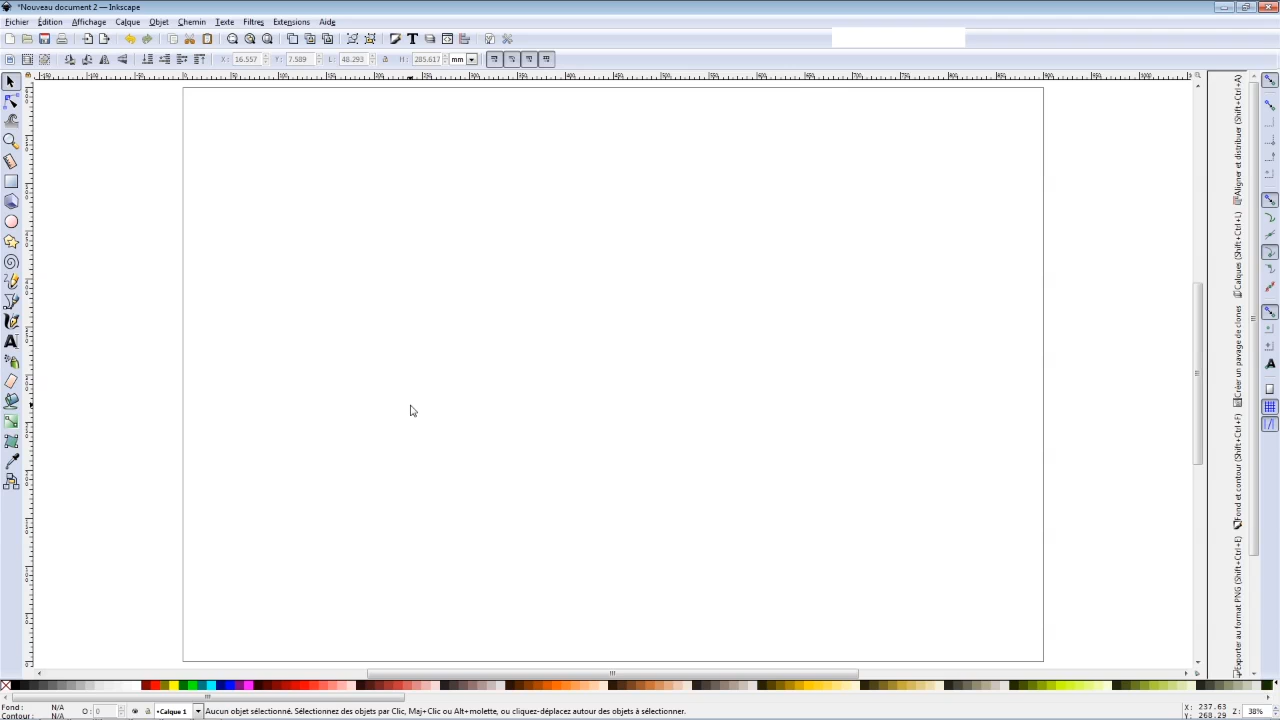 *Nouveau document 2 — Inkscape
Fichier Édition Affichage Calque Objet Chemin Texte Filtres Extensions Aide
X: 16.557 Y: 7.589 L: 48.293 H: 285.617 mm
Aligner et distribuer (Shift+Ctrl+A)
Calques (Shift+Ctrl+L)
Créer un pavage de clones
Fond et contour (Shift+Ctrl+F)
Exporter au format PNG (Shift+Ctrl+E)
Fond : N/A
Contour : N/A
O: 0
•Calque 1
Aucun objet sélectionné. Sélectionnez des objets par Clic, Maj+Clic ou Alt+molette, ou cliquez-déplacez autour des objets à sélectionner.
X: 237.63
Y: 268.29
Z: 38%